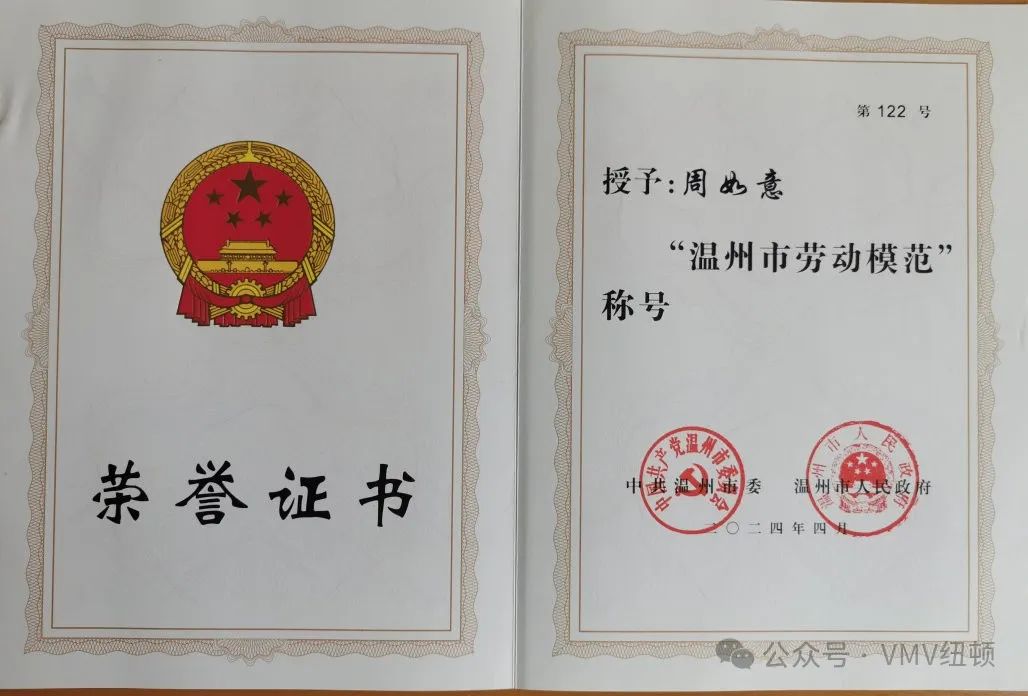 荣誉证书
第 122 号
授予:周如意
“温州市劳动模范”
称号
中共温州市委 温州市人民政府
二〇二四年四月
中国共产党温州市委员会
温州市人民政府
公众号 · VMV纽顿